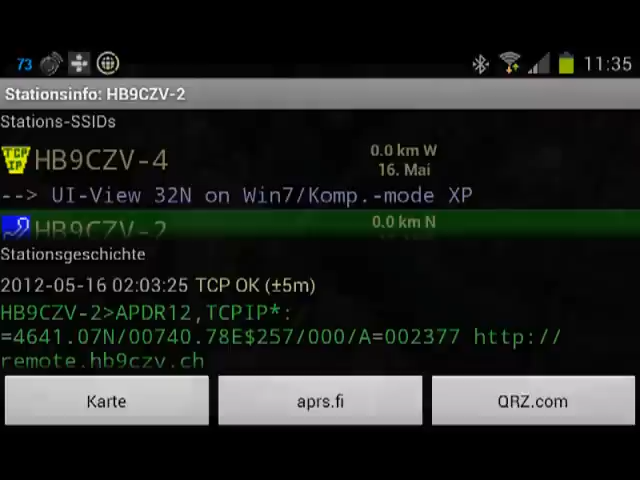 73
11:35
Stationsinfo: HB9CZV-2
Stations-SSIDs
TCP IP HB9CZV-4 0.0 km W
16. Mai
--> UI-View 32N on Win7/Komp.-mode XP
HB9CZV-2 0.0 km N
Stationsgeschichte
2012-05-16 02:03:25 TCP OK (±5m)
HB9CZV-2>APDR12,TCPIP*:
=4641.07N/00740.78E$257/000/A=002377 http://
remote.hb9czv.ch
Karte
aprs.fi
QRZ.com